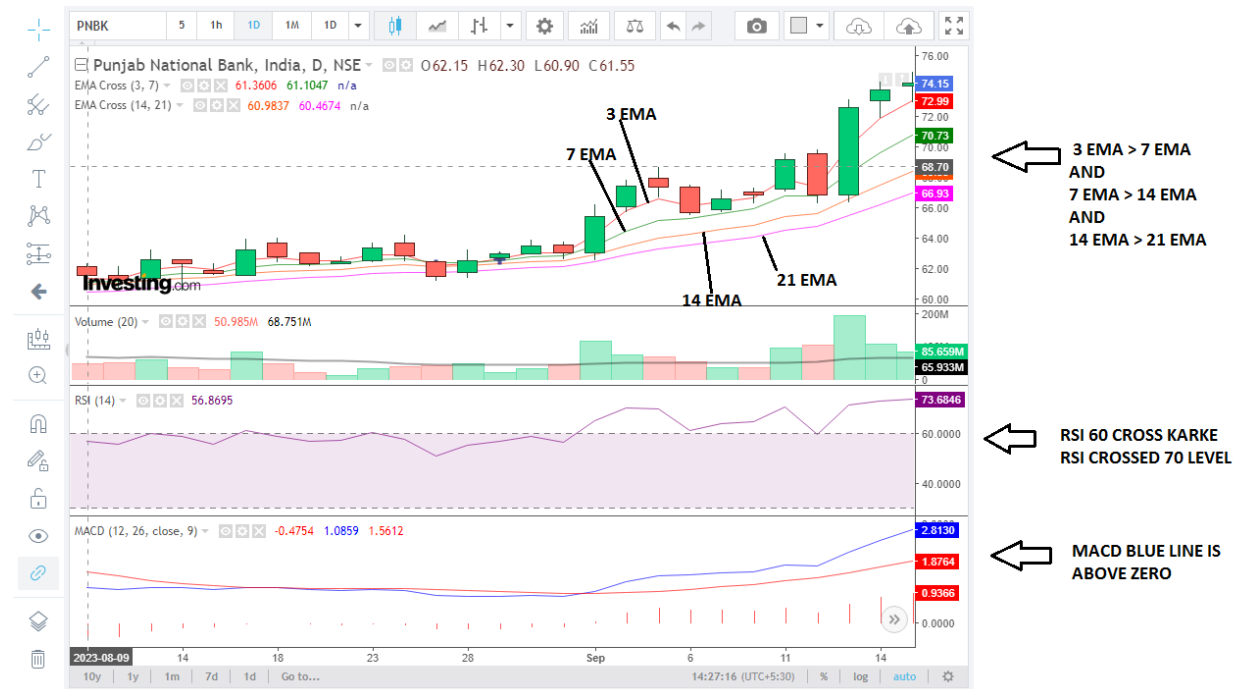 PNBK 5 1h 1D 1M 1D
Punjab National Bank, India, D, NSE O62.15 H62.30 L60.90 C61.55
EMA Cross (3, 7) 61.3606 61.1047 n/a
EMA Cross (14, 21) 60.9837 60.4674 n/a
76.00
74.15
72.99
72.00
70.73
70.00
68.70
66.93
66.00
64.00
62.00
60.00
3 EMA
7 EMA
14 EMA
21 EMA
Investing.com
3 EMA > 7 EMA
AND
7 EMA > 14 EMA
AND
14 EMA > 21 EMA
Volume (20) 50.985M 68.751M
200M
85.659M
65.933M
0
RSI (14) 56.8695
73.6846
60.0000
40.0000
RSI 60 CROSS KARKE
RSI CROSSED 70 LEVEL
MACD (12, 26, close, 9) -0.4754 1.0859 1.5612
2.8130
1.8764
0.9366
0.0000
MACD BLUE LINE IS
ABOVE ZERO
2023-08-09 14 18 23 28 Sep 6 11 14
10y 1y 1m 7d 1d Go to... 14:27:16 (UTC+5:30) % log auto